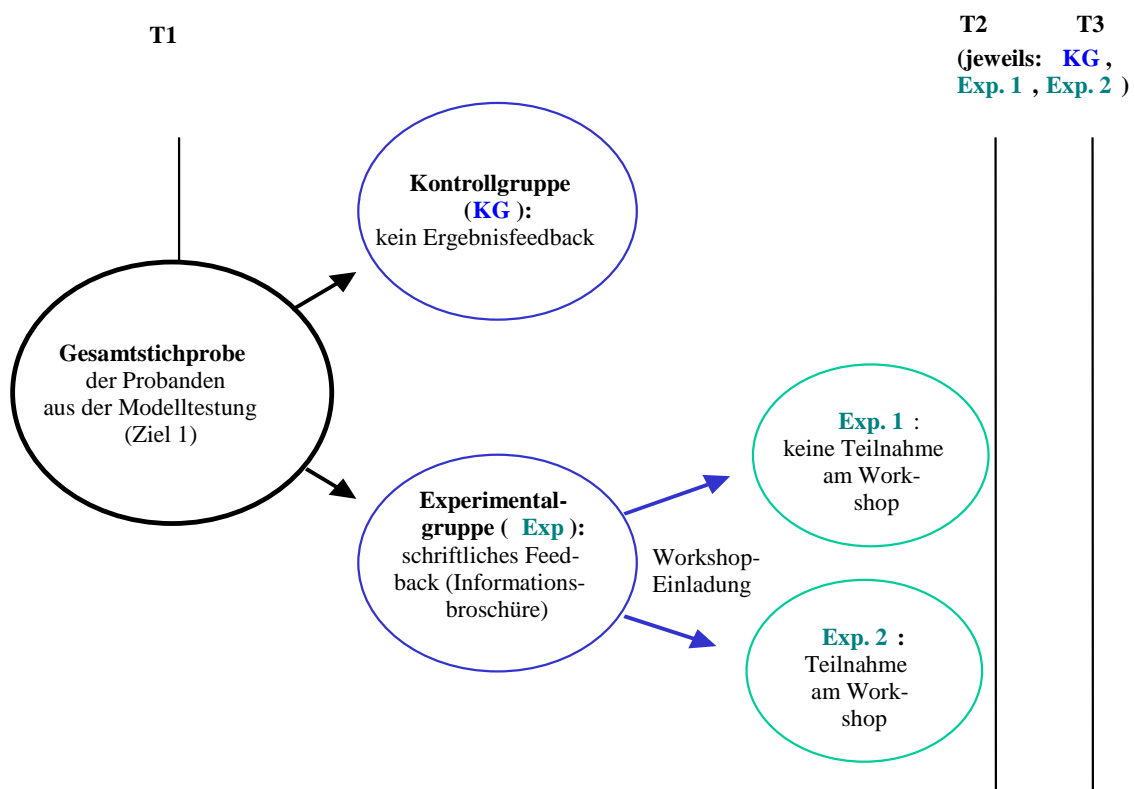 T1
T2 T3
(jeweils: KG ,
Exp. 1 , Exp. 2 )
Kontrollgruppe
(KG ):
kein Ergebnisfeedback
Gesamtstichprobe
der Probanden
aus der Modelltestung
(Ziel 1)
Experimental-
gruppe ( Exp ):
schriftliches Feed-
back (Informations-
broschüre)
Workshop-
Einladung
Exp. 1 :
keine Teilnahme
am Work-
shop
Exp. 2 :
Teilnahme
am Work-
shop